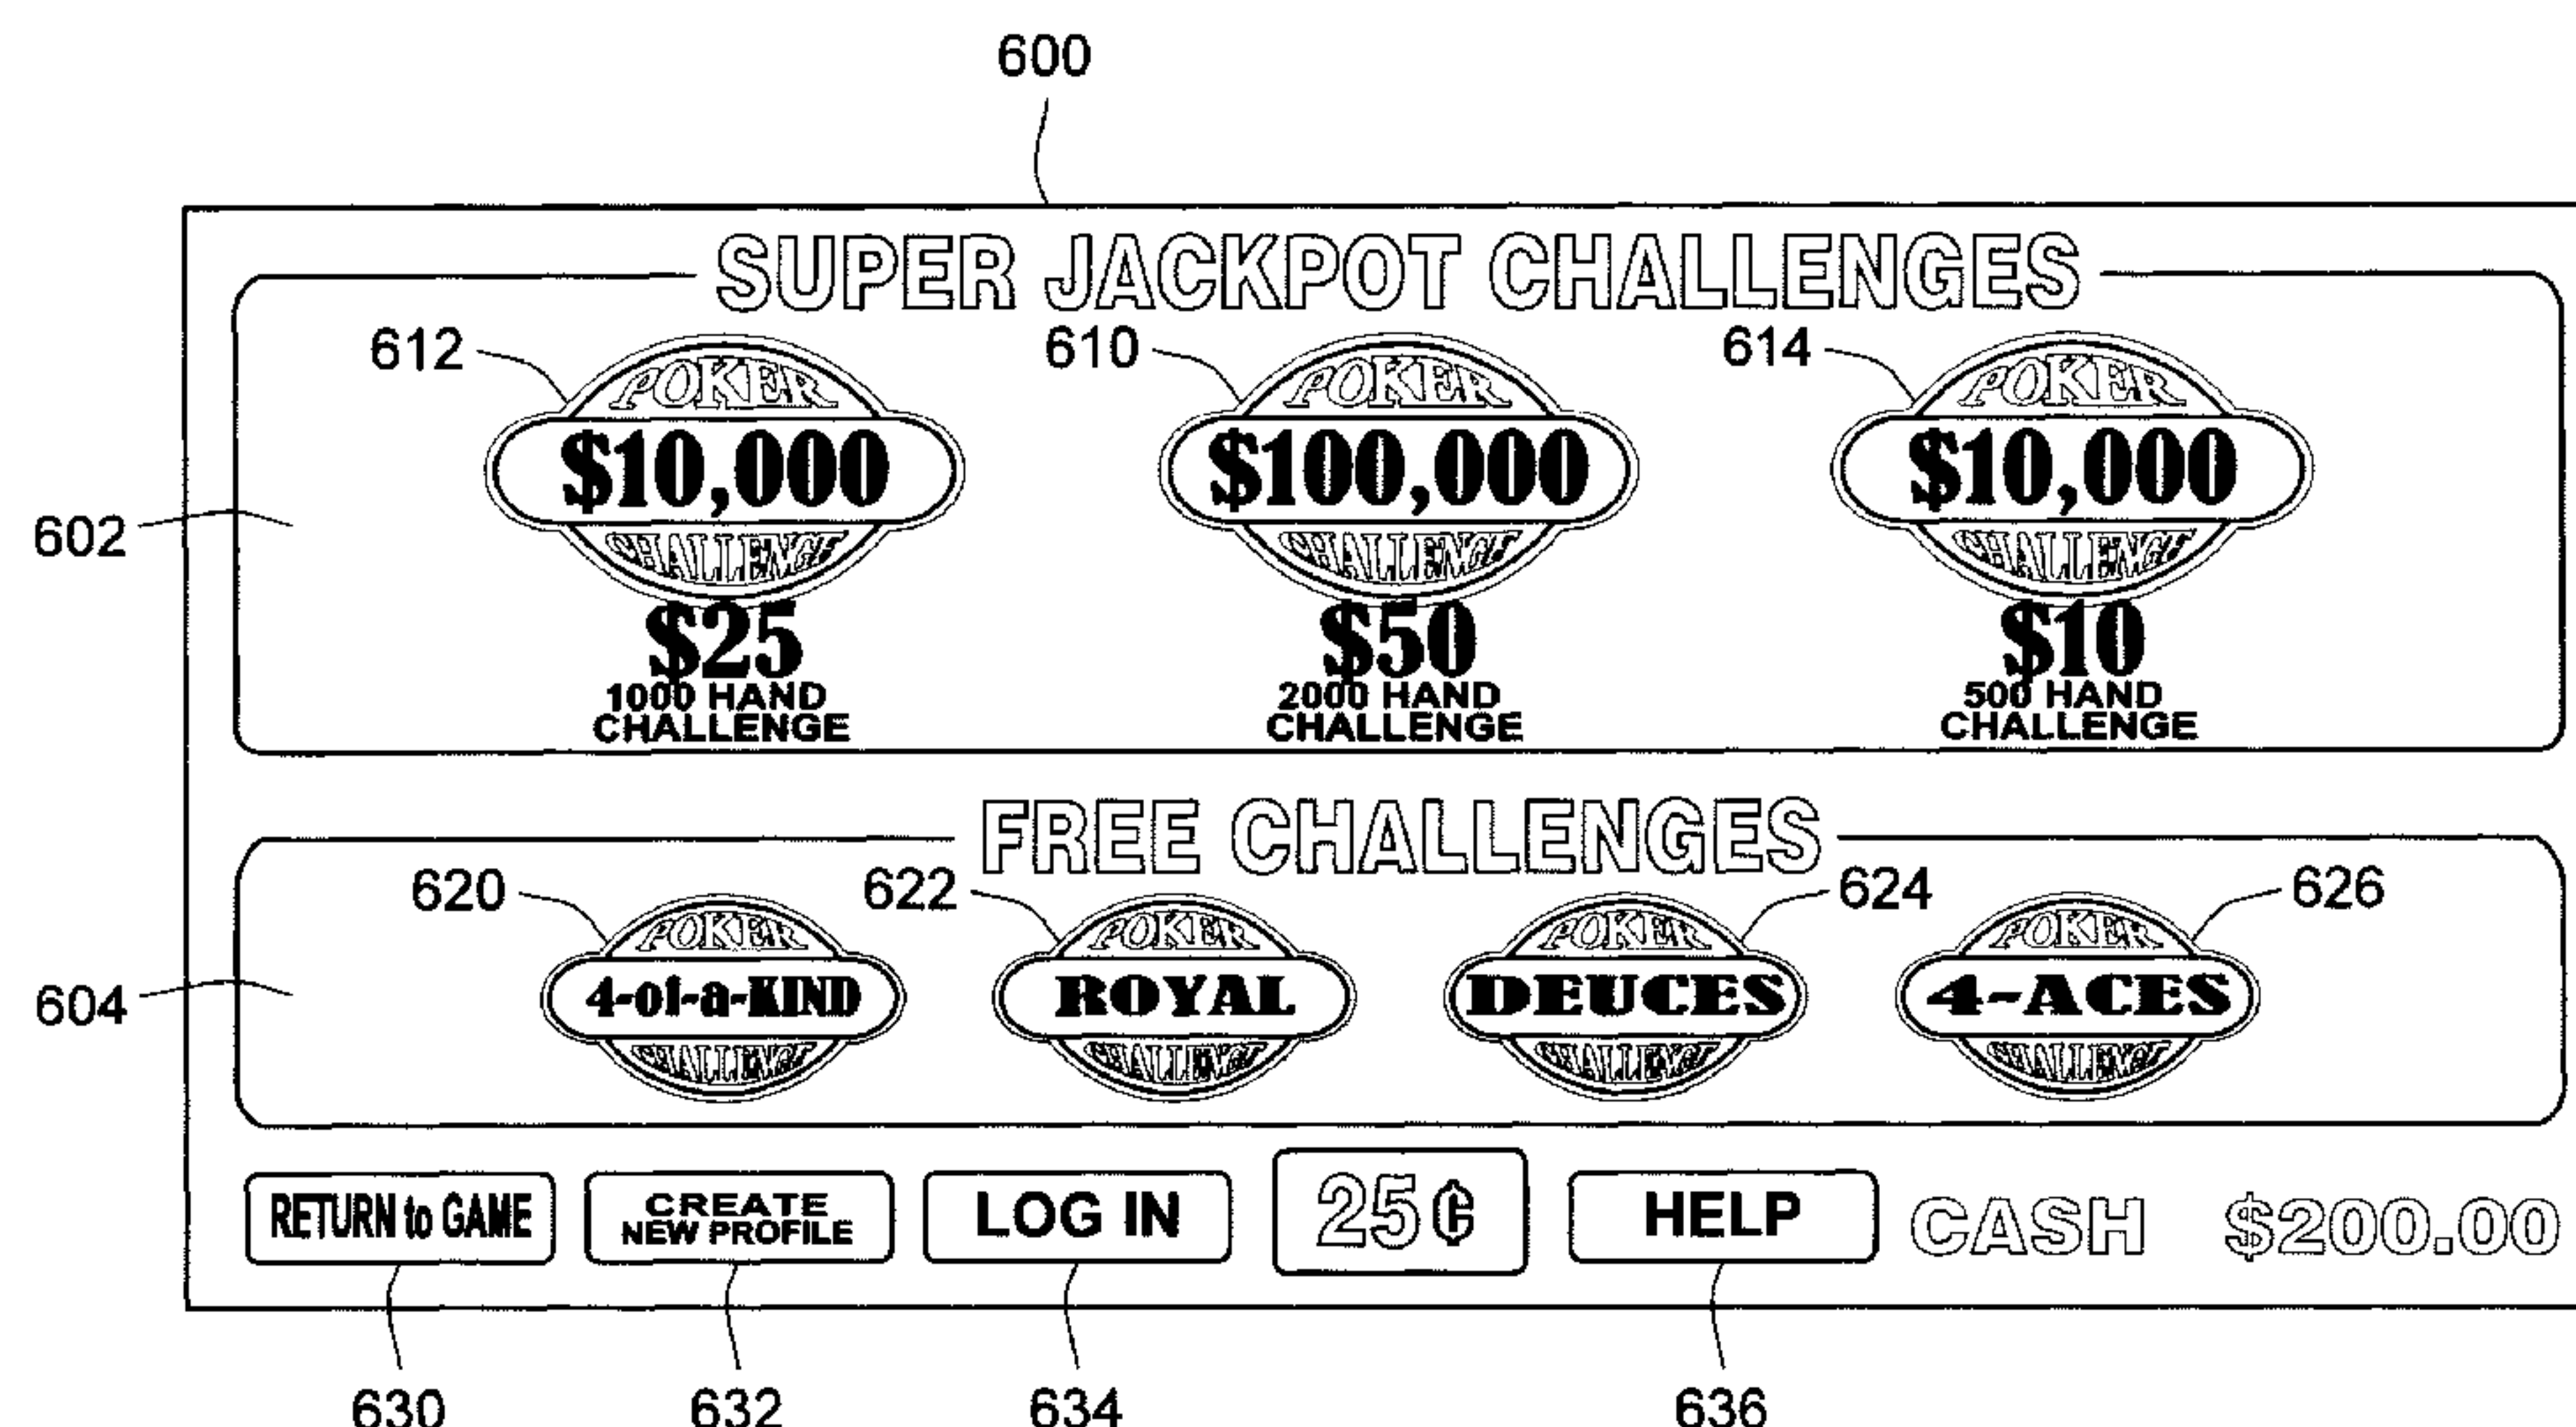 600
SUPER JACKPOT CHALLENGES
612
610
614
POKER
$10,000
CHALLENGE
$25
1000 HAND
CHALLENGE
POKER
$100,000
CHALLENGE
$50
2000 HAND
CHALLENGE
POKER
$10,000
CHALLENGE
$10
500 HAND
CHALLENGE
602
FREE CHALLENGES
620
622
624
626
POKER
4-of-a-KIND
CHALLENGE
POKER
ROYAL
CHALLENGE
POKER
DEUCES
CHALLENGE
POKER
4-ACES
CHALLENGE
604
RETURN to GAME
CREATE
NEW PROFILE
LOG IN
25¢
HELP
CASH $200.00
630
632
634
636